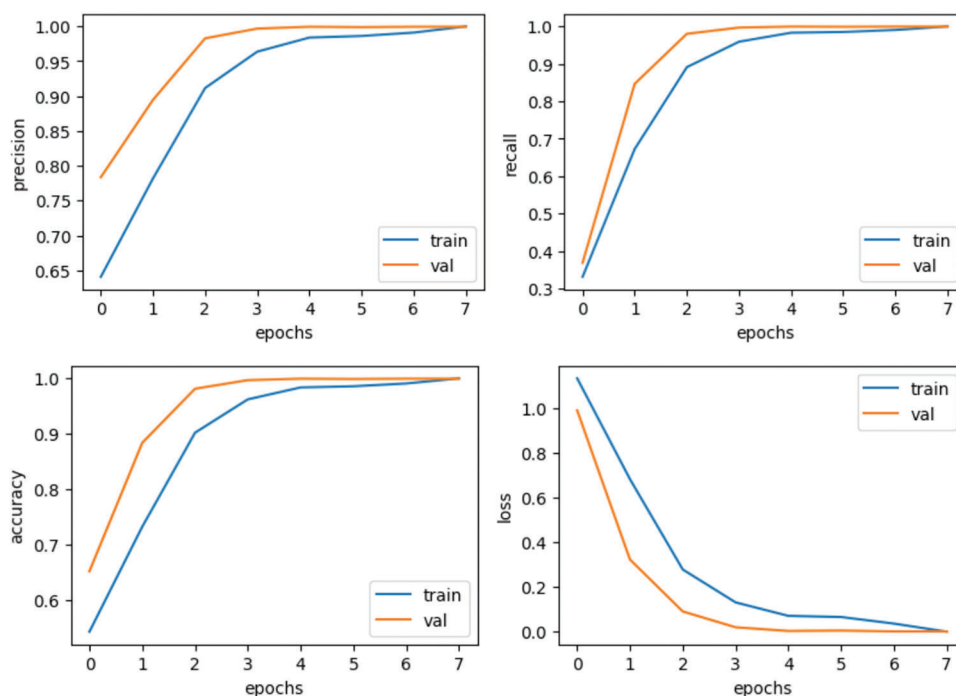 precision
1.00
0.95
0.90
0.85
0.80
0.75
0.70
0.65
0 1 2 3 4 5 6 7
epochs
train
val
recall
1.0
0.9
0.8
0.7
0.6
0.5
0.4
0.3
0 1 2 3 4 5 6 7
epochs
train
val
accuracy
1.0
0.9
0.8
0.7
0.6
0 1 2 3 4 5 6 7
epochs
train
val
loss
1.0
0.8
0.6
0.4
0.2
0.0
0 1 2 3 4 5 6 7
epochs
train
val